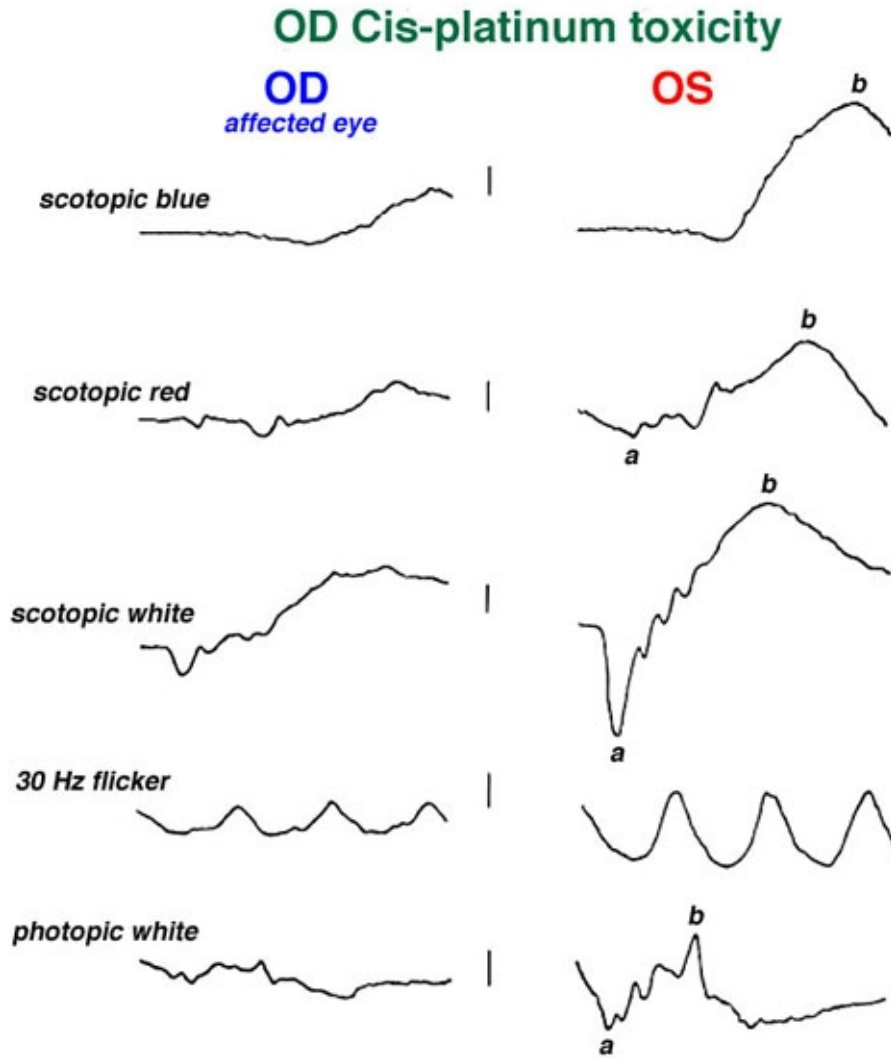 OD Cis-platinum toxicity
OD
affected eye
OS
scotopic blue
b
scotopic red
b
a
scotopic white
b
a
30 Hz flicker
photopic white
b
a